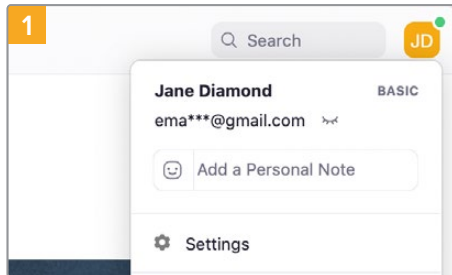 1
Search
JD
Jane Diamond BASIC
ema***@gmail.com
Add a Personal Note
Settings